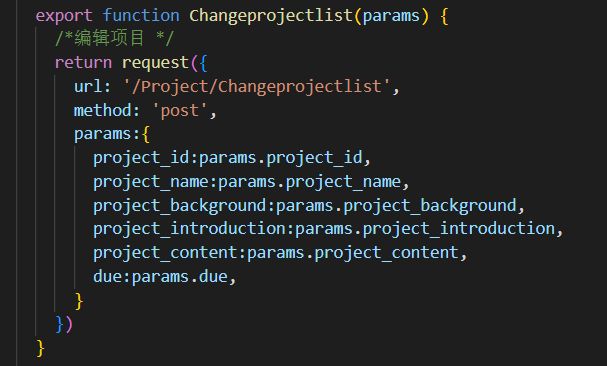 export function Changeprojectlist(params) {
/*编辑项目 */
return request({
url: '/Project/Changeprojectlist',
method: 'post',
params:{
project_id:params.project_id,
project_name:params.project_name,
project_background:params.project_background,
project_introduction:params.project_introduction,
project_content:params.project_content,
due:params.due,
}
})
}